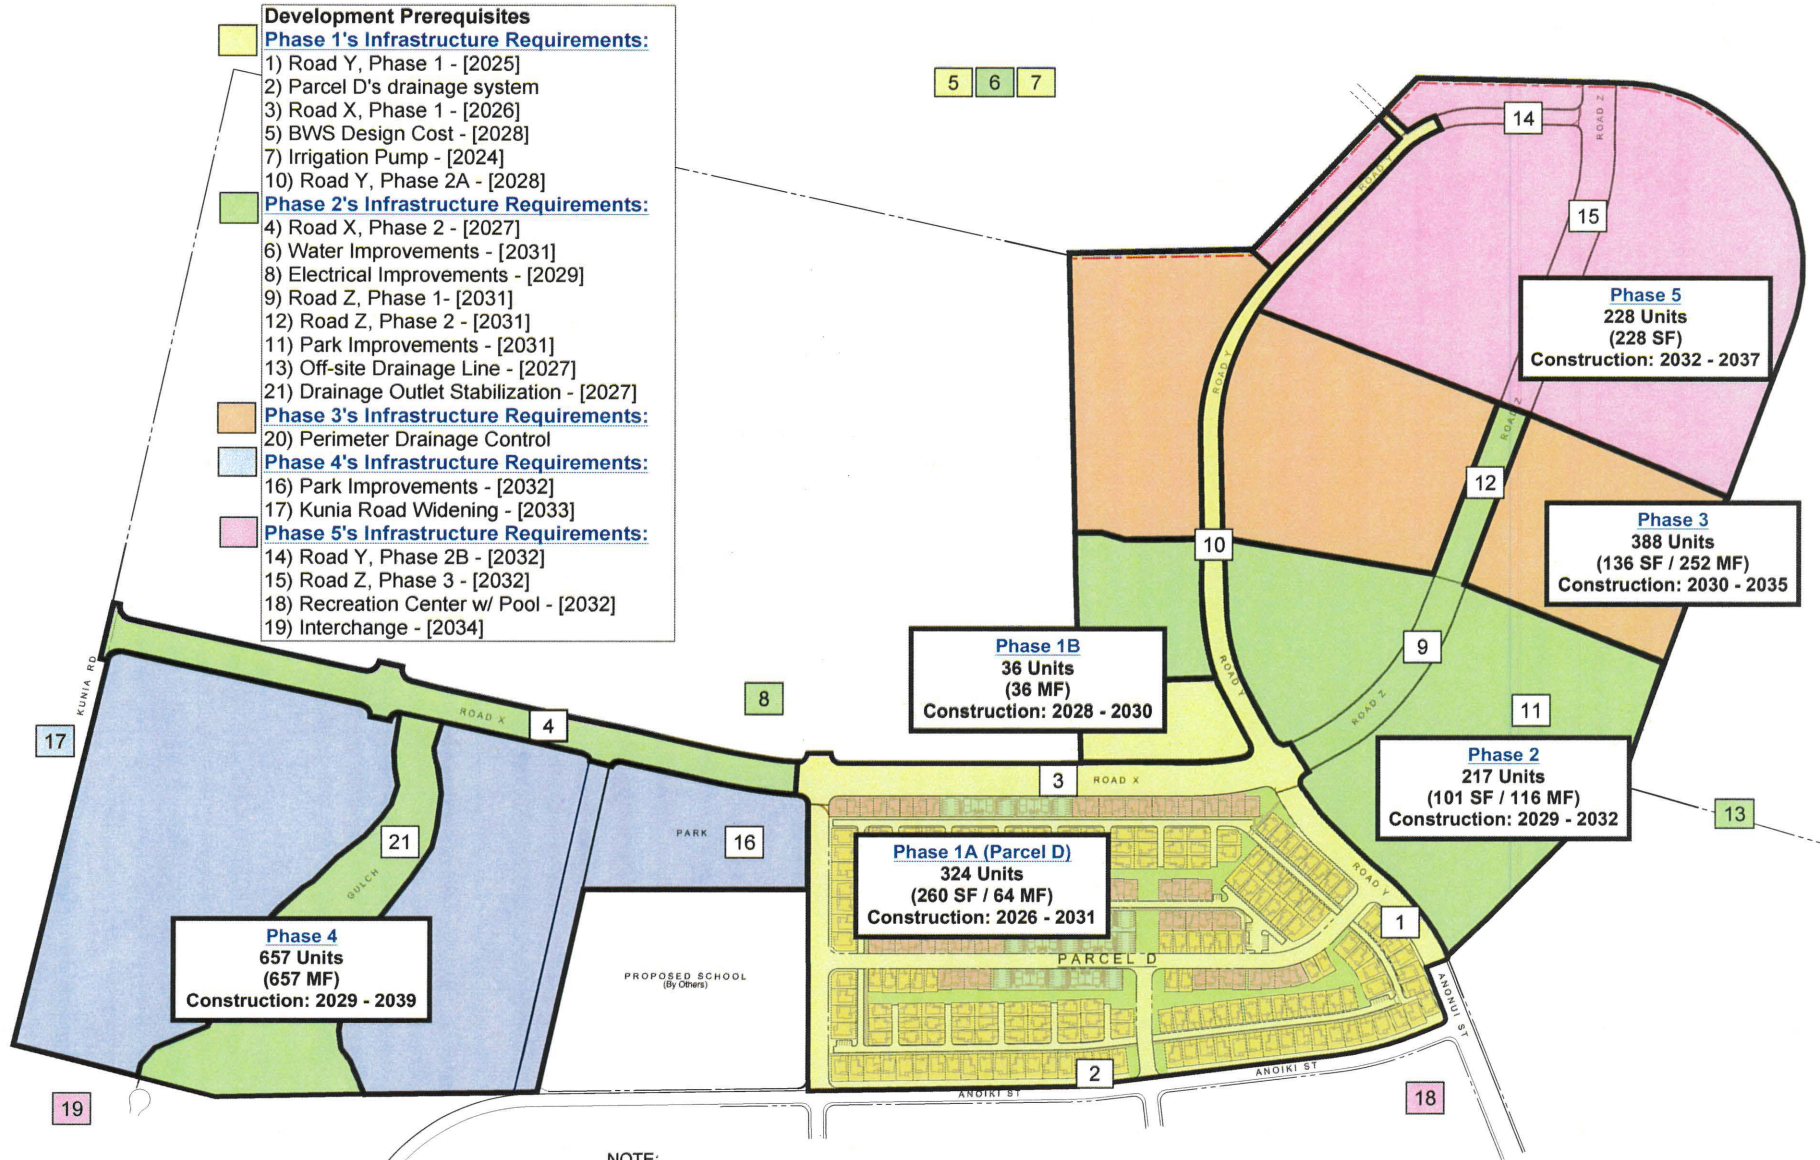 Development Prerequisites
Phase 1's Infrastructure Requirements:
1) Road Y, Phase 1 - [2025]
2) Parcel D's drainage system
3) Road X, Phase 1 - [2026]
5) BWS Design Cost - [2028]
7) Irrigation Pump - [2024]
10) Road Y, Phase 2A - [2028]
Phase 2's Infrastructure Requirements:
4) Road X, Phase 2 - [2027]
6) Water Improvements - [2031]
8) Electrical Improvements - [2029]
9) Road Z, Phase 1- [2031]
12) Road Z, Phase 2 - [2031]
11) Park Improvements - [2031]
13) Off-site Drainage Line - [2027]
21) Drainage Outlet Stabilization - [2027]
Phase 3's Infrastructure Requirements:
20) Perimeter Drainage Control
Phase 4's Infrastructure Requirements:
16) Park Improvements - [2032]
17) Kunia Road Widening - [2033]
Phase 5's Infrastructure Requirements:
14) Road Y, Phase 2B - [2032]
15) Road Z, Phase 3 - [2032]
18) Recreation Center w/ Pool - [2032]
19) Interchange - [2034]
5 6 7
14
ROAD Z
ROAD Y
15
Phase 5
228 Units
(228 SF)
Construction: 2032 - 2037
ROAD Y
ROAD Z
12
Phase 3
388 Units
(136 SF / 252 MF)
Construction: 2030 - 2035
10
9
Phase 1B
36 Units
(36 MF)
Construction: 2028 - 2030
ROAD Y
ROAD Z
11
KUNIA RD
17
ROAD X
4
8
3
ROAD X
Phase 2
217 Units
(101 SF / 116 MF)
Construction: 2029 - 2032
13
21
GULCH
PARK
16
Phase 1A (Parcel D)
324 Units
(260 SF / 64 MF)
Construction: 2026 - 2031
ROAD Y
1
PARCEL D
Phase 4
657 Units
(657 MF)
Construction: 2029 - 2039
PROPOSED SCHOOL
(By Others)
ANONUI ST
2
ANOIKI ST
ANOIKI ST
19
18
NOTE: